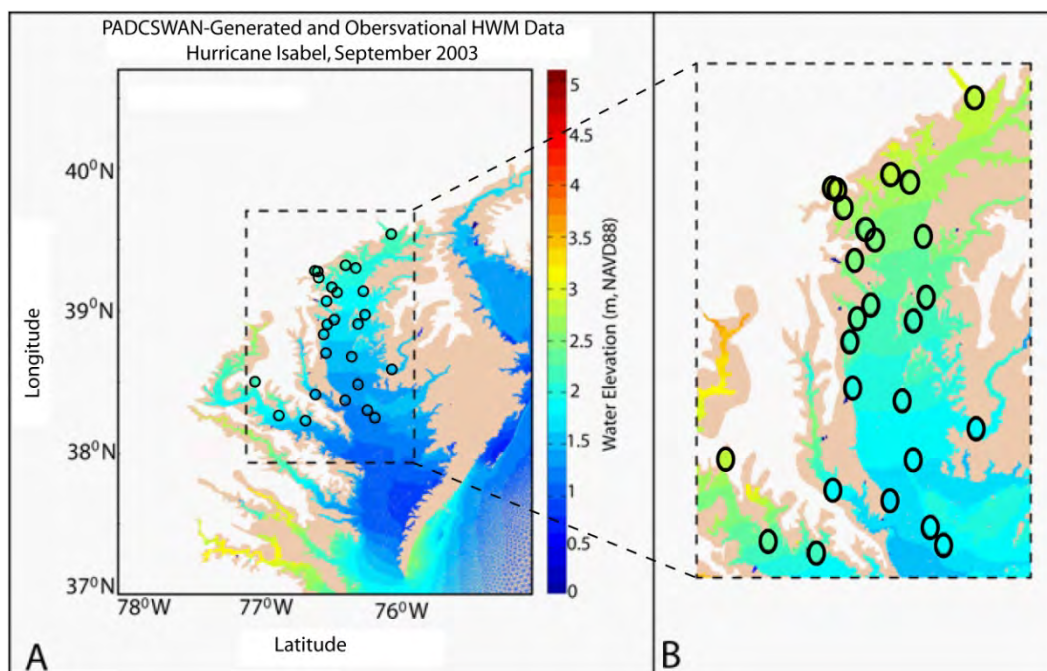 PADCSWAN-Generated and Obersvational HWM Data
Hurricane Isabel, September 2003
40⁰N
39⁰N
38⁰N
37⁰N
78⁰W
77⁰W
76⁰W
Longitude
Latitude
5
4.5
4
3.5
3
2.5
2
1.5
1
0.5
0
Water Elevation (m, NAVD88)
A
B